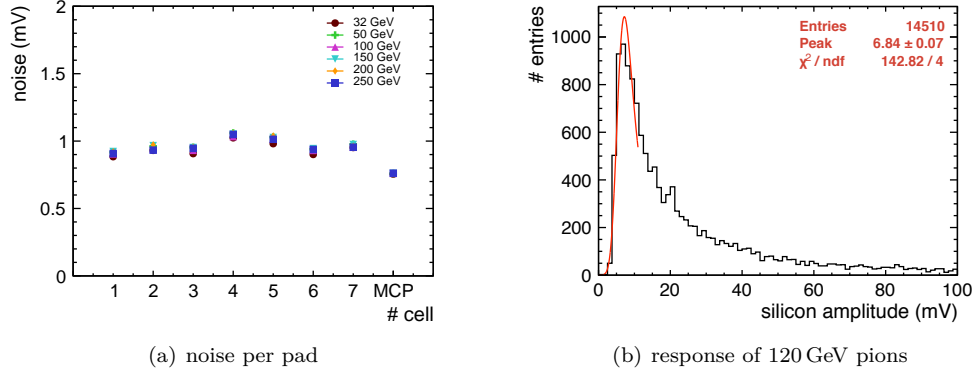 noise (mV)
2
1.5
1
0.5
0
32 GeV
50 GeV
100 GeV
150 GeV
200 GeV
250 GeV
1 2 3 4 5 6 7 MCP
# cell
(a) noise per pad
# entries
1000
800
600
400
200
0
Entries 14510
Peak 6.84 ± 0.07
χ² / ndf 142.82 / 4
0 20 40 60 80 100
silicon amplitude (mV)
(b) response of 120 GeV pions